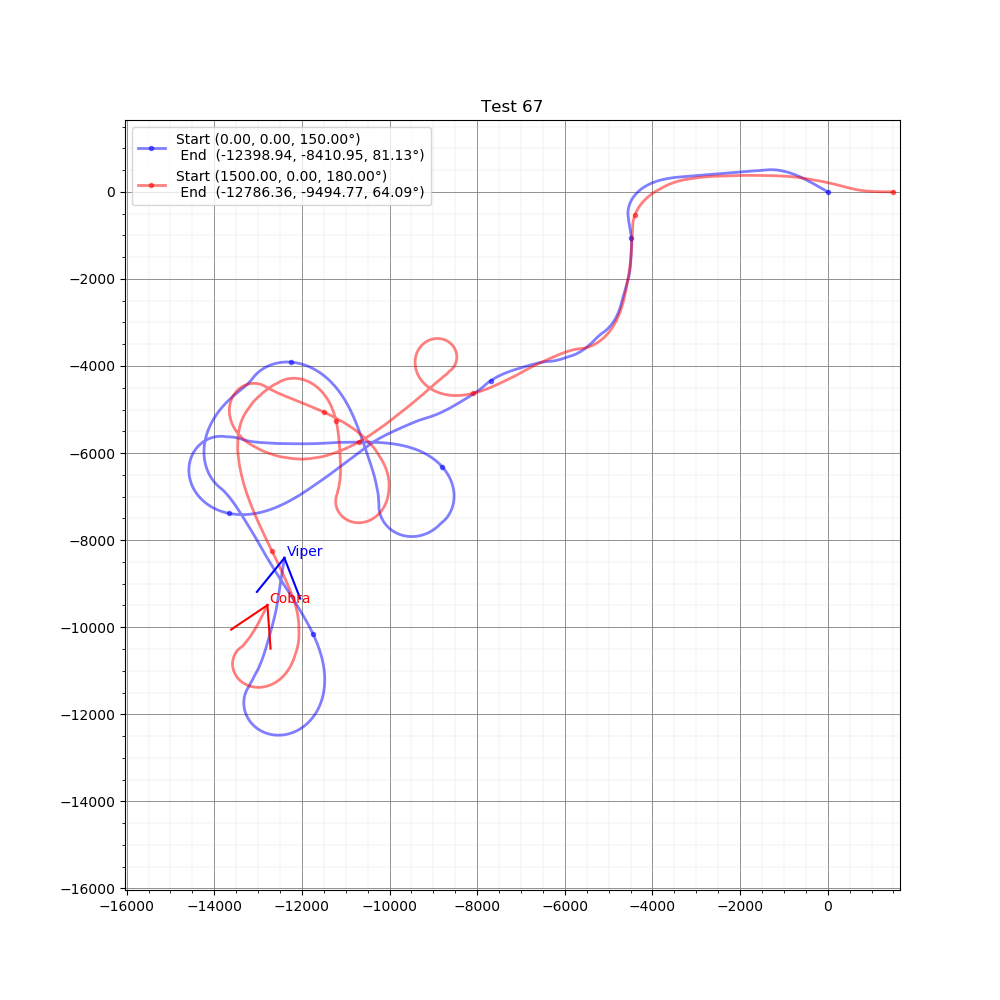 Test 67
Start (0.00, 0.00, 150.00°)
End  (-12398.94, -8410.95, 81.13°)
Start (1500.00, 0.00, 180.00°)
End  (-12786.36, -9494.77, 64.09°)
0
−2000
−4000
−6000
−8000
−10000
−12000
−14000
−16000
Viper
Cobra
−16000 −14000 −12000 −10000 −8000 −6000 −4000 −2000 0